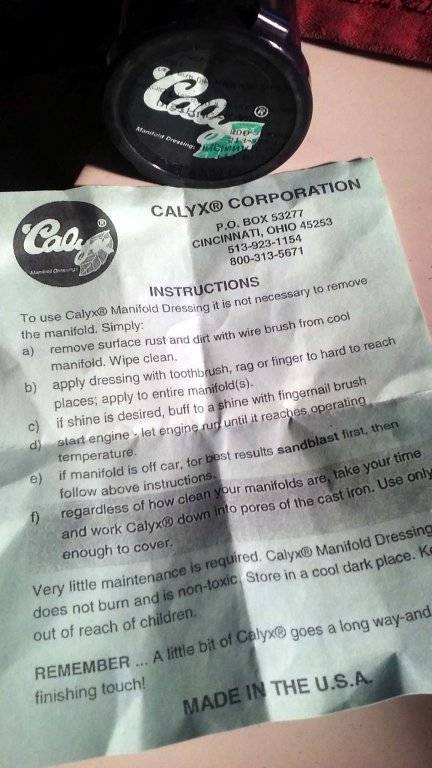 Calyx ®
Manifold Dressing
Calyx ®
Manifold Dressing
CALYX® CORPORATION
P.O. BOX 53277
CINCINNATI, OHIO 45253
513-923-1154
800-313-5671
INSTRUCTIONS
To use Calyx® Manifold Dressing it is not necessary to remove
the manifold. Simply:
a) remove surface rust and dirt with wire brush from cool
manifold. Wipe clean.
b) apply dressing with toothbrush, rag or finger to hard to reach
places; apply to entire manifold(s).
c) if shine is desired, buff to a shine with fingernail brush
d) start engine - let engine run until it reaches operating
temperature.
e) if manifold is off car, for best results sandblast first, then
follow above instructions.
f) regardless of how clean your manifolds are, take your time
and work Calyx® down into pores of the cast iron. Use only
enough to cover.
Very little maintenance is required. Calyx® Manifold Dressing
does not burn and is non-toxic. Store in a cool dark place. Ke
out of reach of children.
REMEMBER ... A little bit of Calyx® goes a long way-and
finishing touch!
MADE IN THE U.S.A.